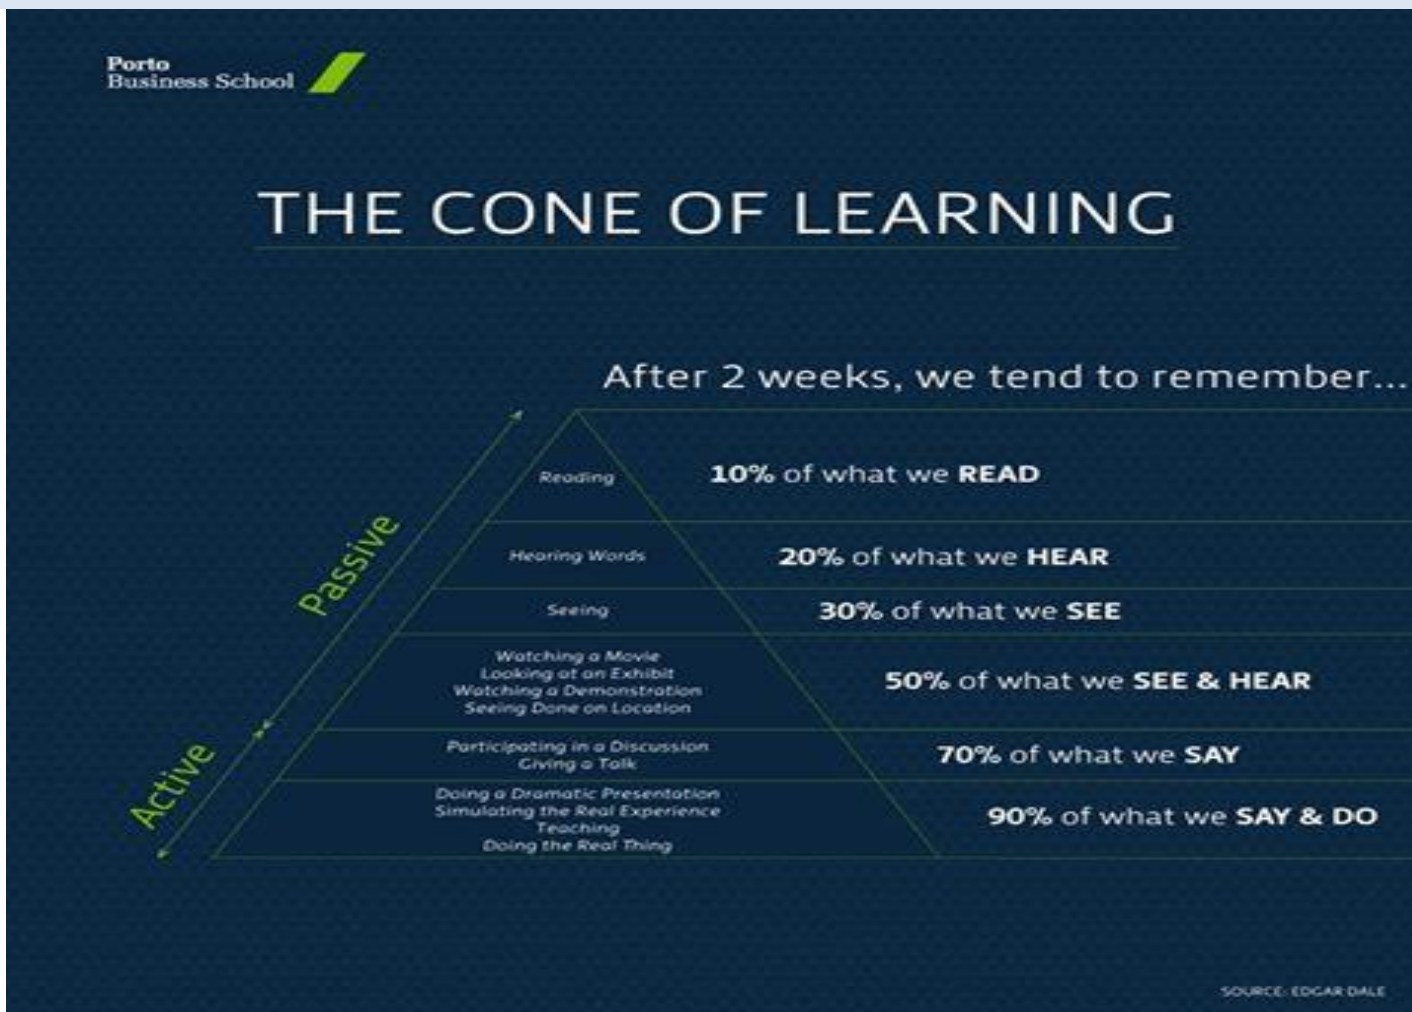 Porto
Business School
THE CONE OF LEARNING
After 2 weeks, we tend to remember...
Reading
10% of what we READ
Hearing Words
20% of what we HEAR
Seeing
30% of what we SEE
Watching a Movie
Looking at an Exhibit
Watching a Demonstration
Seeing Done on Location
50% of what we SEE & HEAR
Participating in a Discussion
Giving a Talk
70% of what we SAY
Doing a Dramatic Presentation
Simulating the Real Experience
Teaching
Doing the Real Thing
90% of what we SAY & DO
Passive
Active
SOURCE: EDGAR DALE